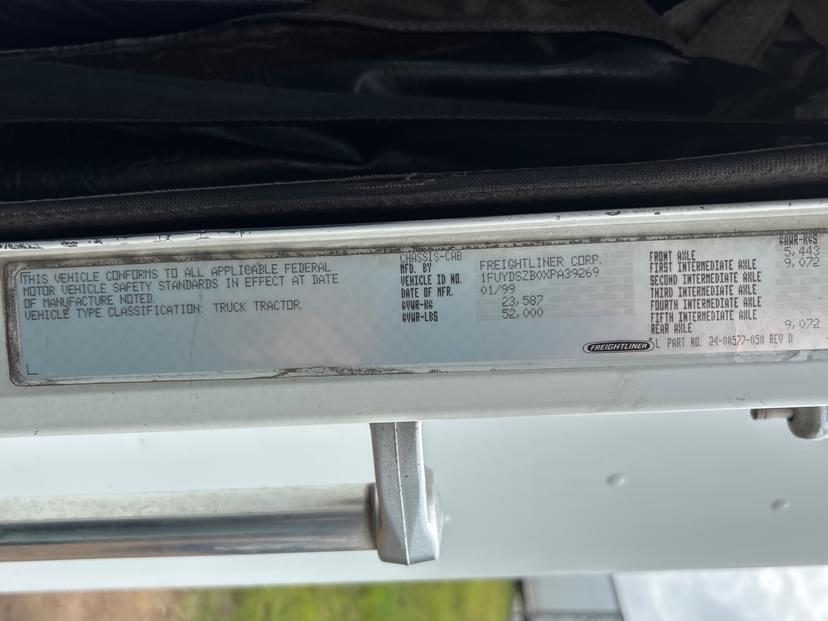 THIS VEHICLE CONFORMS TO ALL APPLICABLE FEDERAL
MOTOR VEHICLE SAFETY STANDARDS IN EFFECT AT DATE
OF MANUFACTURE NOTED.
VEHICLE TYPE CLASSIFICATION: TRUCK TRACTOR.
CHASSIS-CAB
MFD. BY FREIGHTLINER CORP.
VEHICLE ID NO. 1FUYDSZB0XPA39269
DATE OF MFR. 01/99
GVWR-KG 23,587
GVWR-LBS 52,000
GAWR-KGS
FRONT AXLE 5,443
FIRST INTERMEDIATE AXLE 9,072
SECOND INTERMEDIATE AXLE
THIRD INTERMEDIATE AXLE
FOURTH INTERMEDIATE AXLE
FIFTH INTERMEDIATE AXLE
REAR AXLE 9,072
FREIGHTLINER
PART NO. 24-00577-050 REV D